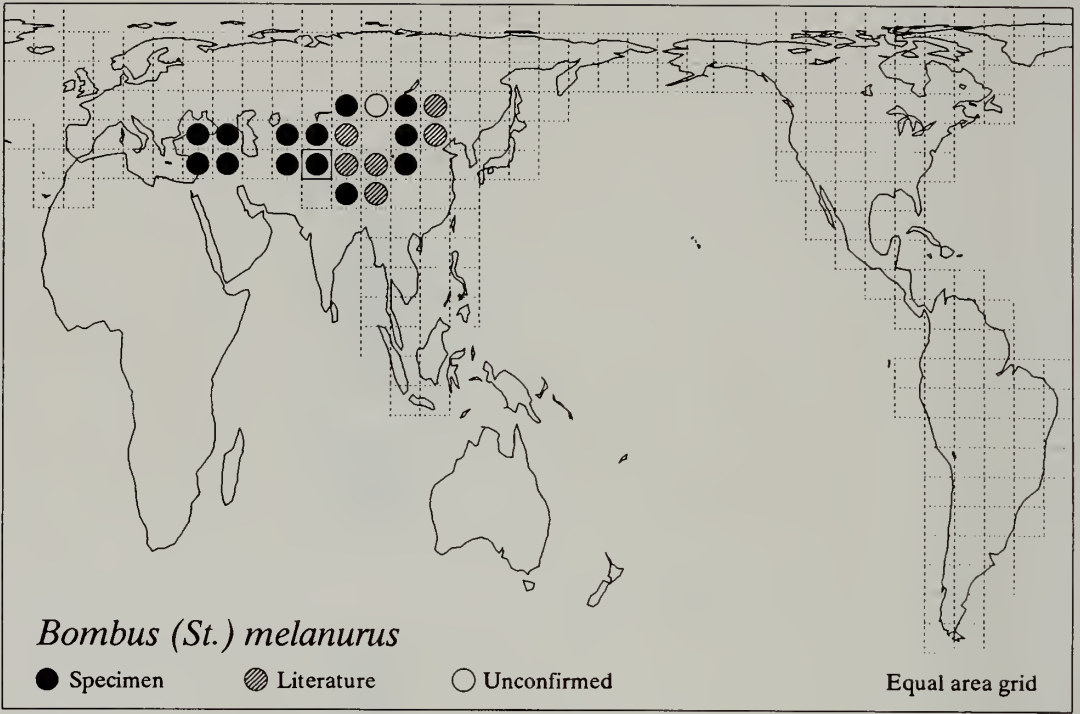 Bombus (St.) melanurus
Specimen Literature Unconfirmed Equal area grid